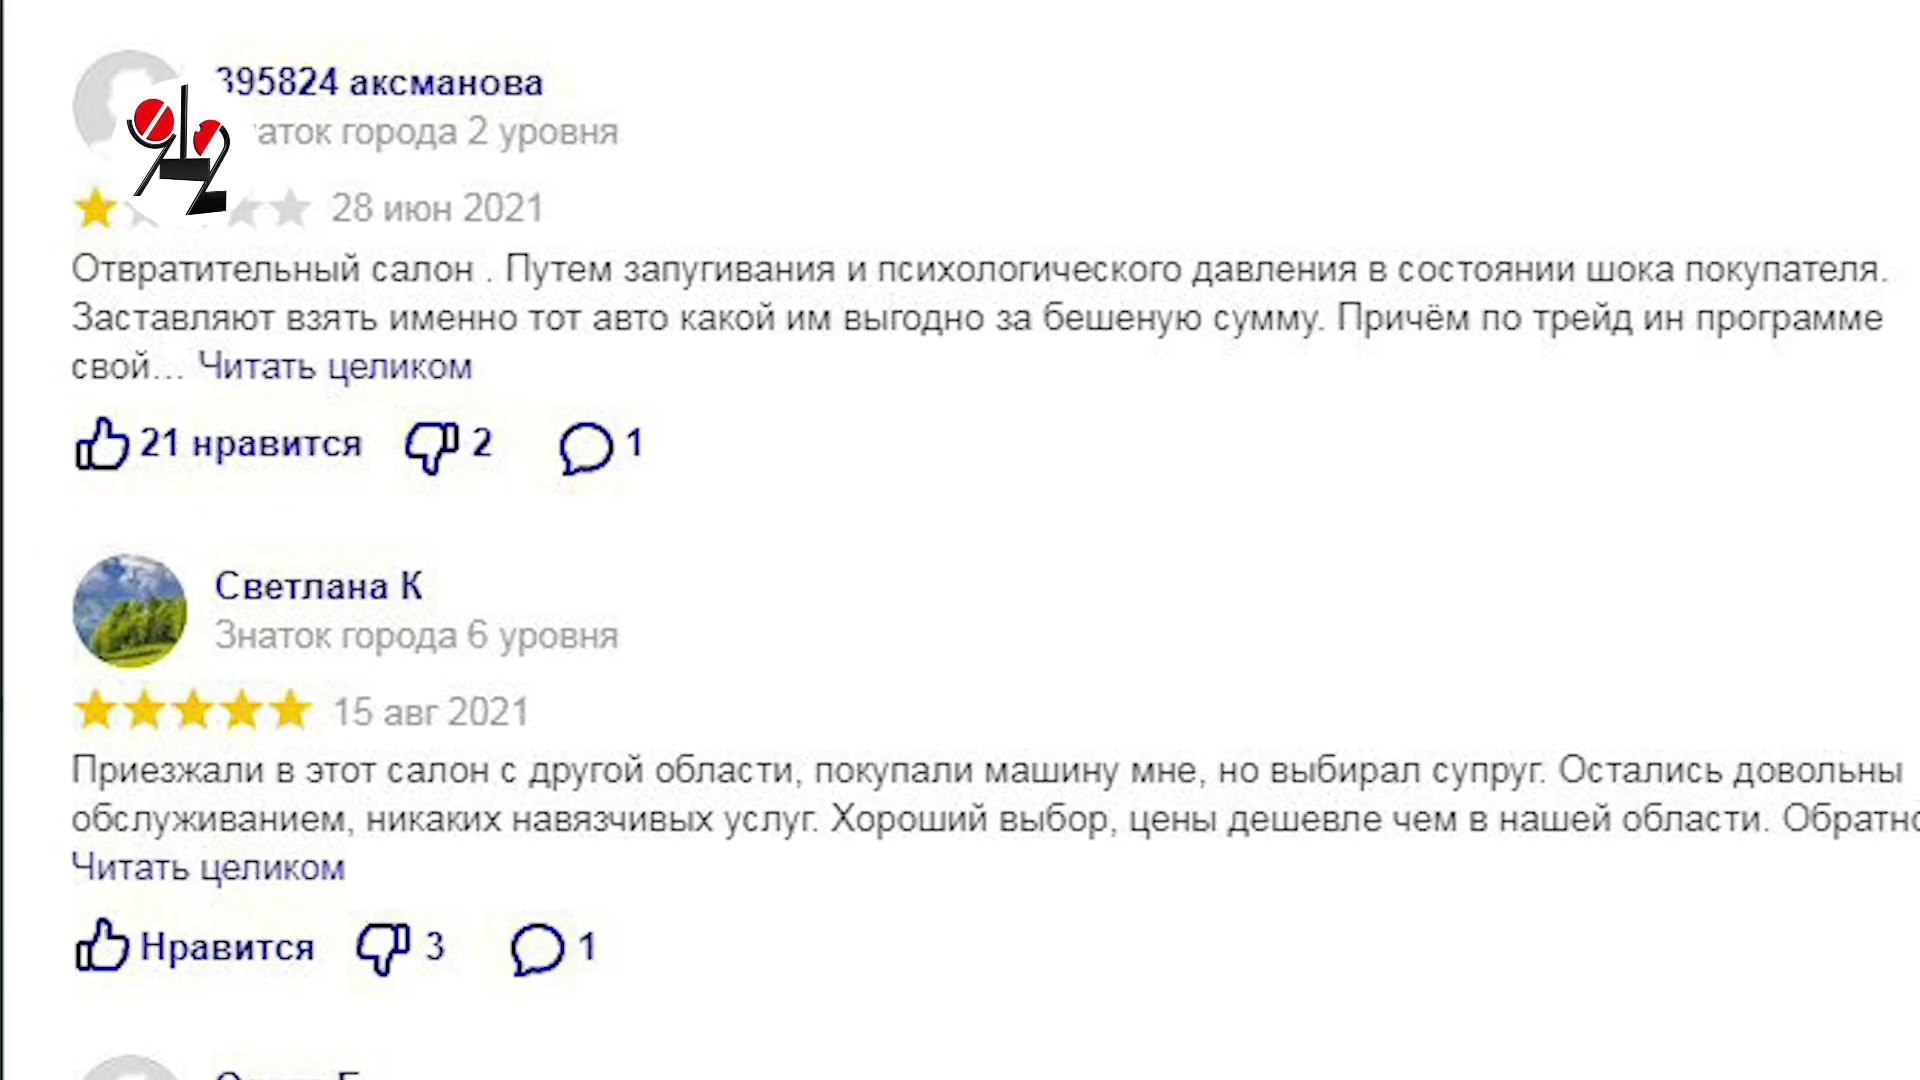 395824 аксманова
города 2 уровня
28 июн 2021
Отвратительный салон . Путем запугивания и психологического давления в состоянии шока покупателя.
Заставляют взять именно тот авто какой им выгодно за бешеную сумму. Причём по трейд ин программе
свой... Читать целиком
21 нравится 2 1
Светлана К
Знаток города 6 уровня
15 авг 2021
Приезжали в этот салон с другой области, покупали машину мне, но выбирал супруг. Остались довольны
обслуживанием, никаких навязчивых услуг. Хороший выбор, цены дешевле чем в нашей области. Обратно
Читать целиком
Нравится 3 1